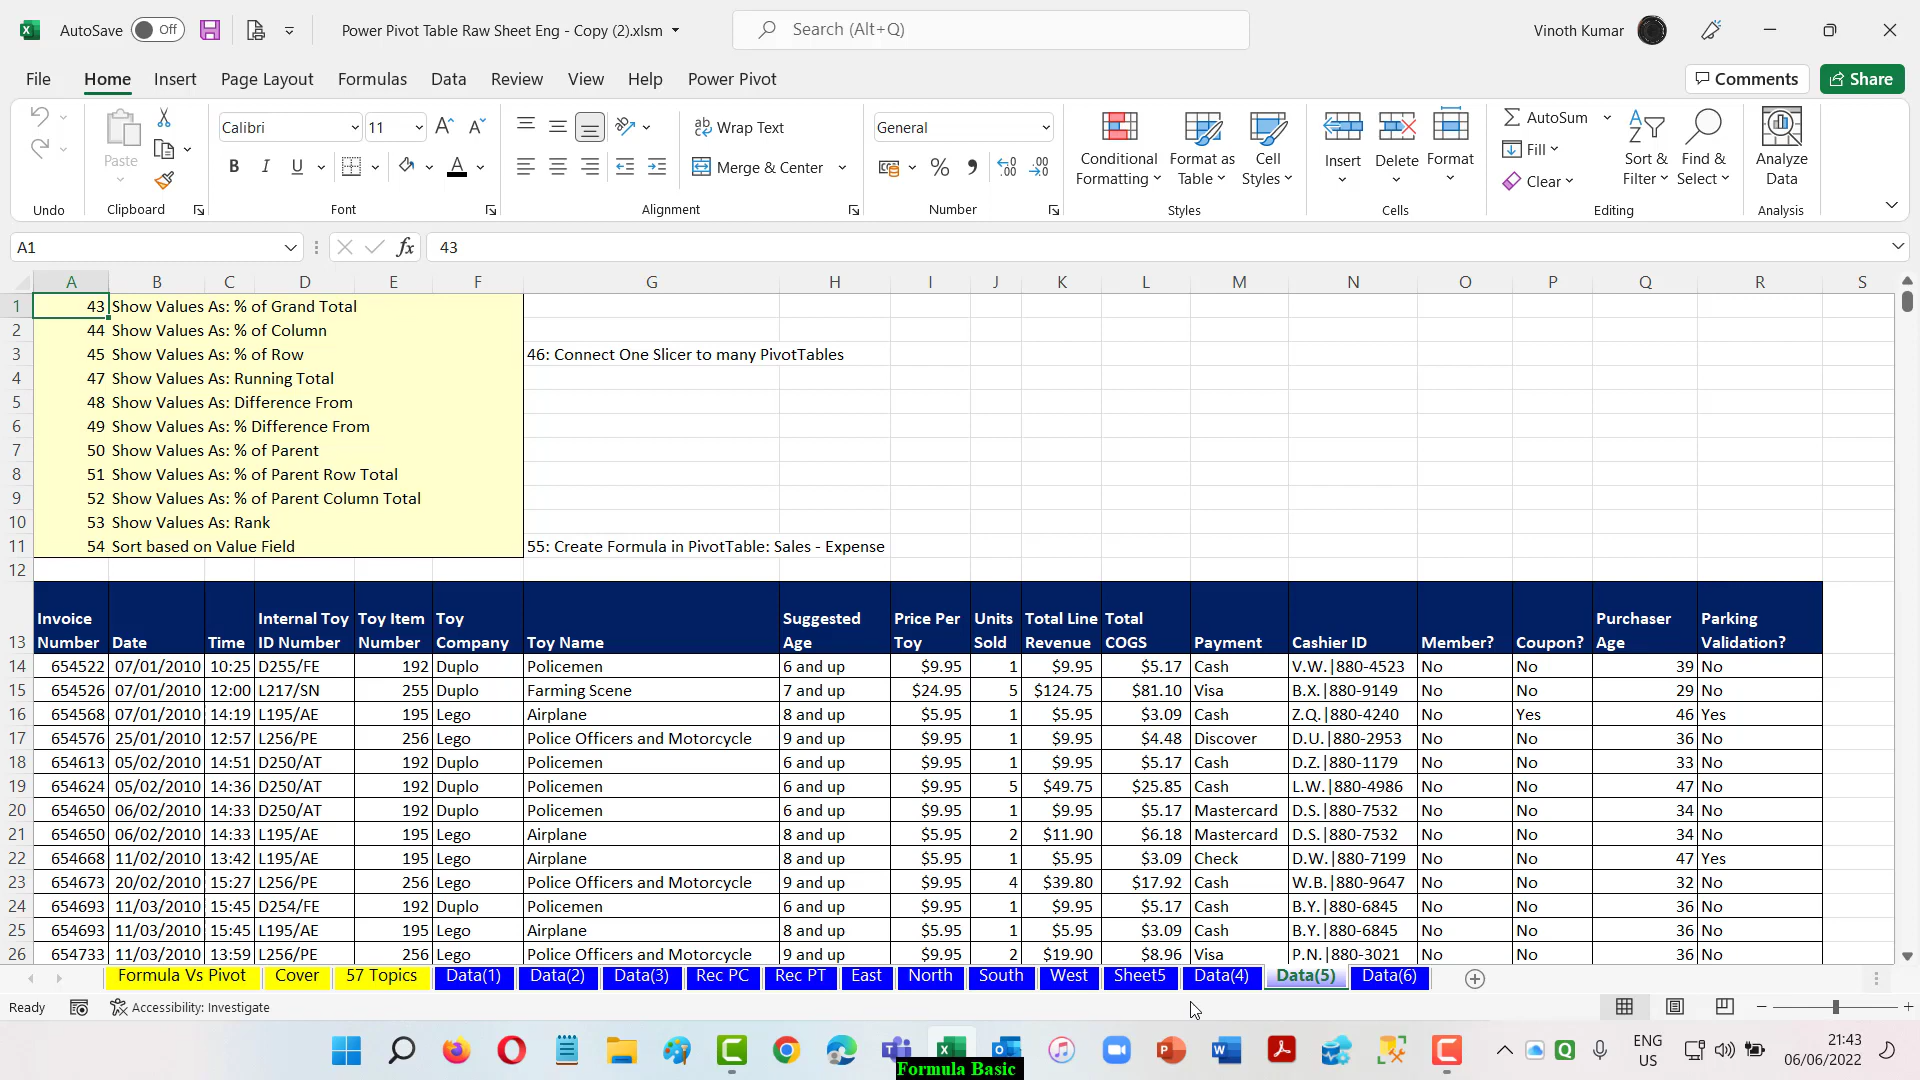 AutoSave Off Power Pivot Table Raw Sheet Eng - Copy (2).xlsm Search (Alt+Q) Vinoth Kumar
File Home Insert Page Layout Formulas Data Review View Help Power Pivot Comments Share
Calibri 11 Wrap Text General AutoSum
Paste B I U Merge & Center % Conditional Formatting Format as Table Cell Styles Insert Delete Format Fill Clear Sort & Filter Find & Select Analyze Data
Undo Clipboard Font Alignment Number Styles Cells Editing Analysis
A1 fx 43
A B C D E F G H I J K L M N O P Q R S
1 43 Show Values As: % of Grand Total
2 44 Show Values As: % of Column
3 45 Show Values As: % of Row 46: Connect One Slicer to many PivotTables
4 47 Show Values As: Running Total
5 48 Show Values As: Difference From
6 49 Show Values As: % Difference From
7 50 Show Values As: % of Parent
8 51 Show Values As: % of Parent Row Total
9 52 Show Values As: % of Parent Column Total
10 53 Show Values As: Rank
11 54 Sort based on Value Field 55: Create Formula in PivotTable: Sales - Expense
12
13 Invoice Number Date Time Internal Toy ID Number Toy Item Number Toy Company Toy Name Suggested Age Price Per Toy Units Sold Total Line Revenue Total COGS Payment Cashier ID Member? Coupon? Purchaser Age Parking Validation?
14 654522 07/01/2010 10:25 D255/FE 192 Duplo Policemen 6 and up $9.95 1 $9.95 $5.17 Cash V.W.|880-4523 No No 39 No
15 654526 07/01/2010 12:00 L217/SN 255 Duplo Farming Scene 7 and up $24.95 5 $124.75 $81.10 Visa B.X.|880-9149 No No 29 No
16 654568 07/01/2010 14:19 L195/AE 195 Lego Airplane 8 and up $5.95 1 $5.95 $3.09 Cash Z.Q.|880-4240 No Yes 46 Yes
17 654576 25/01/2010 12:57 L256/PE 256 Lego Police Officers and Motorcycle 9 and up $9.95 1 $9.95 $4.48 Discover D.U.|880-2953 No No 36 No
18 654613 05/02/2010 14:51 D250/AT 192 Duplo Policemen 6 and up $9.95 1 $9.95 $5.17 Cash D.Z.|880-1179 No No 33 No
19 654624 05/02/2010 14:36 D250/AT 192 Duplo Policemen 6 and up $9.95 5 $49.75 $25.85 Cash L.W.|880-4986 No No 47 No
20 654650 06/02/2010 14:33 D250/AT 192 Duplo Policemen 6 and up $9.95 1 $9.95 $5.17 Mastercard D.S.|880-7532 No No 34 No
21 654650 06/02/2010 14:33 L195/AE 195 Lego Airplane 8 and up $5.95 2 $11.90 $6.18 Mastercard D.S.|880-7532 No No 34 No
22 654668 11/02/2010 13:42 L195/AE 195 Lego Airplane 8 and up $5.95 1 $5.95 $3.09 Check D.W.|880-7199 No No 47 Yes
23 654673 20/02/2010 15:27 L256/PE 256 Lego Police Officers and Motorcycle 9 and up $9.95 4 $39.80 $17.92 Cash W.B.|880-9647 No No 32 No
24 654693 11/03/2010 15:45 D254/FE 192 Duplo Policemen 6 and up $9.95 1 $9.95 $5.17 Cash B.Y.|880-6845 No No 36 No
25 654693 11/03/2010 15:45 L195/AE 195 Lego Airplane 8 and up $5.95 1 $5.95 $3.09 Cash B.Y.|880-6845 No No 36 No
26 654733 11/03/2010 13:59 L256/PE 256 Lego Police Officers and Motorcycle 9 and up $9.95 2 $19.90 $8.96 Visa P.N.|880-3021 No No 36 No
Formula Vs Pivot Cover 57 Topics Data(1) Data(2) Data(3) Rec PC Rec PT East North South West Sheet5 Data(4) Data(5) Data(6)
Ready Accessibility: Investigate
ENG US 21:43 06/06/2022
Formula Basic